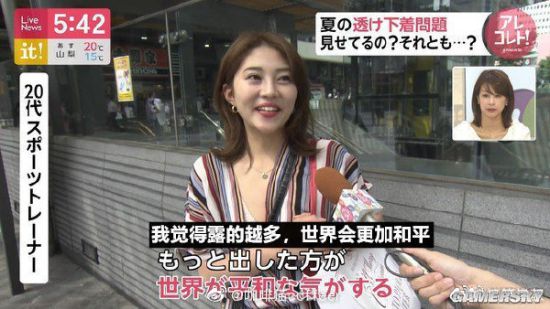 Live News
5:42
it!
あす
山梨
20℃
15℃
夏の透け下着問題
見せてるの?それとも…?
アレコレト!
20代 スポーツトレーナー
我觉得露的越多，世界会更加和平
もうっと出した方が
世界が平和な気がする
GAMERSKY